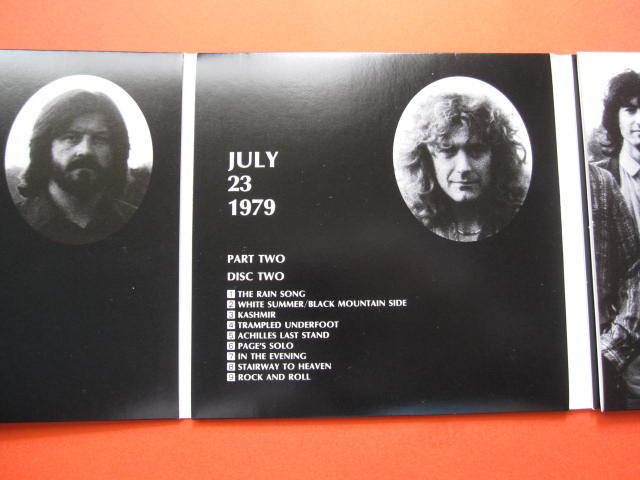 JULY
23
1979
PART TWO
DISC TWO
1 THE RAIN SONG
2 WHITE SUMMER/BLACK MOUNTAIN SIDE
3 KASHMIR
4 TRAMPLED UNDERFOOT
5 ACHILLES LAST STAND
6 PAGE'S SOLO
7 IN THE EVENING
8 STAIRWAY TO HEAVEN
9 ROCK AND ROLL